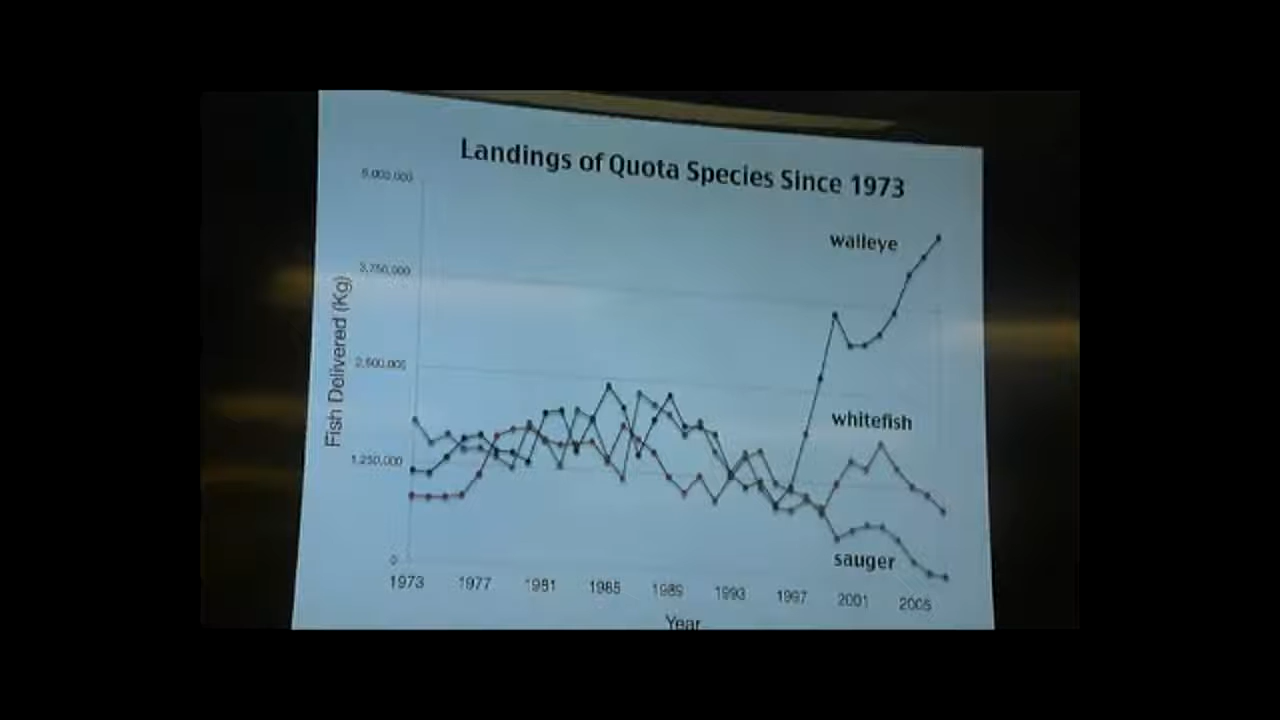 Landings of Quota Species Since 1973
5,000,000
walleye
3,750,000
Fish Delivered (Kg)
2,500,000
whitefish
1,250,000
0
sauger
1973 1977 1981 1985 1989 1993 1997 2001 2005
Year